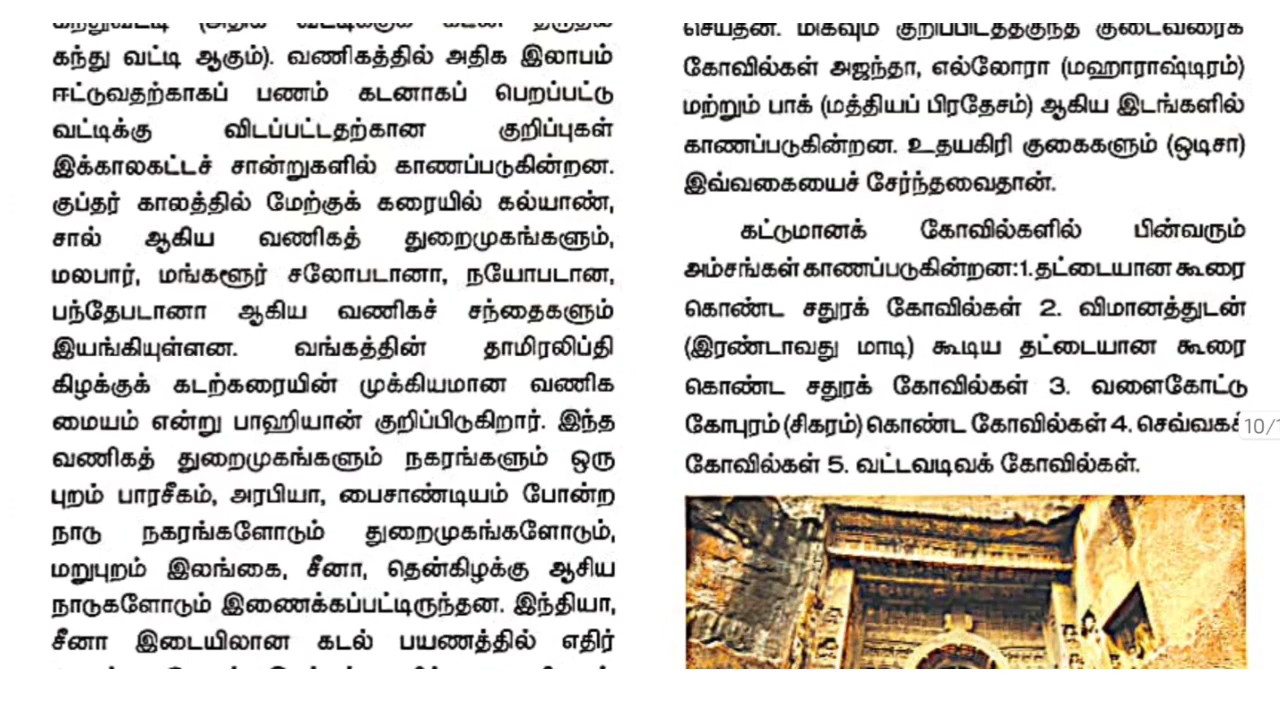 கந்து வட்டி ஆகும்). வணிகத்தில் அதிக இலாபம்
ஈட்டுவதற்காகப் பணம் கடனாகப் பெறப்பட்டு
வட்டிக்கு விடப்பட்டதற்கான குறிப்புகள்
இக்காலகட்டச் சான்றுகளில் காணப்படுகின்றன.
குப்தர் காலத்தில் மேற்குக் கரையில் கல்யாண்,
சால் ஆகிய வணிகத் துறைமுகங்களும்,
மலபார், மங்களூர் சலோபடானா, நயோபடான,
பந்தேபடானா ஆகிய வணிகச் சந்தைகளும்
இயங்கியுள்ளன. வங்கத்தின் தாமிரலிப்தி
கிழக்குக் கடற்கரையின் முக்கியமான வணிக
மையம் என்று பாஹியான் குறிப்பிடுகிறார். இந்த
வணிகத் துறைமுகங்களும் நகரங்களும் ஒரு
புறம் பாரசீகம், அரபியா, பைசாண்டியம் போன்ற
நாடு நகரங்களோடும் துறைமுகங்களோடும்,
மறுபுறம் இலங்கை, சீனா, தென்கிழக்கு ஆசிய
நாடுகளோடும் இணைக்கப்பட்டிருந்தன. இந்தியா,
சீனா இடையிலான கடல் பயணத்தில் எதிர்
செய்தன. மிகவும் குறிப்பிடத்தகுந்த குடைவரைக்
கோவில்கள் அஜந்தா, எல்லோரா (மஹாராஷ்டிரம்)
மற்றும் பாக் (மத்தியப் பிரதேசம்) ஆகிய இடங்களில்
காணப்படுகின்றன. உதயகிரி குகைகளும் (ஒடிசா)
இவ்வகையைச் சேர்ந்தவைதான்.
கட்டுமானக் கோவில்களில் பின்வரும்
அம்சங்கள் காணப்படுகின்றன:1.தட்டையான கூரை
கொண்ட சதுரக் கோவில்கள் 2. விமானத்துடன்
(இரண்டாவது மாடி) கூடிய தட்டையான கூரை
கொண்ட சதுரக் கோவில்கள் 3. வளைகோட்டு
கோபுரம் (சிகரம்) கொண்ட கோவில்கள் 4. செவ்வகக்
கோவில்கள் 5. வட்டவடிவக் கோவில்கள்.